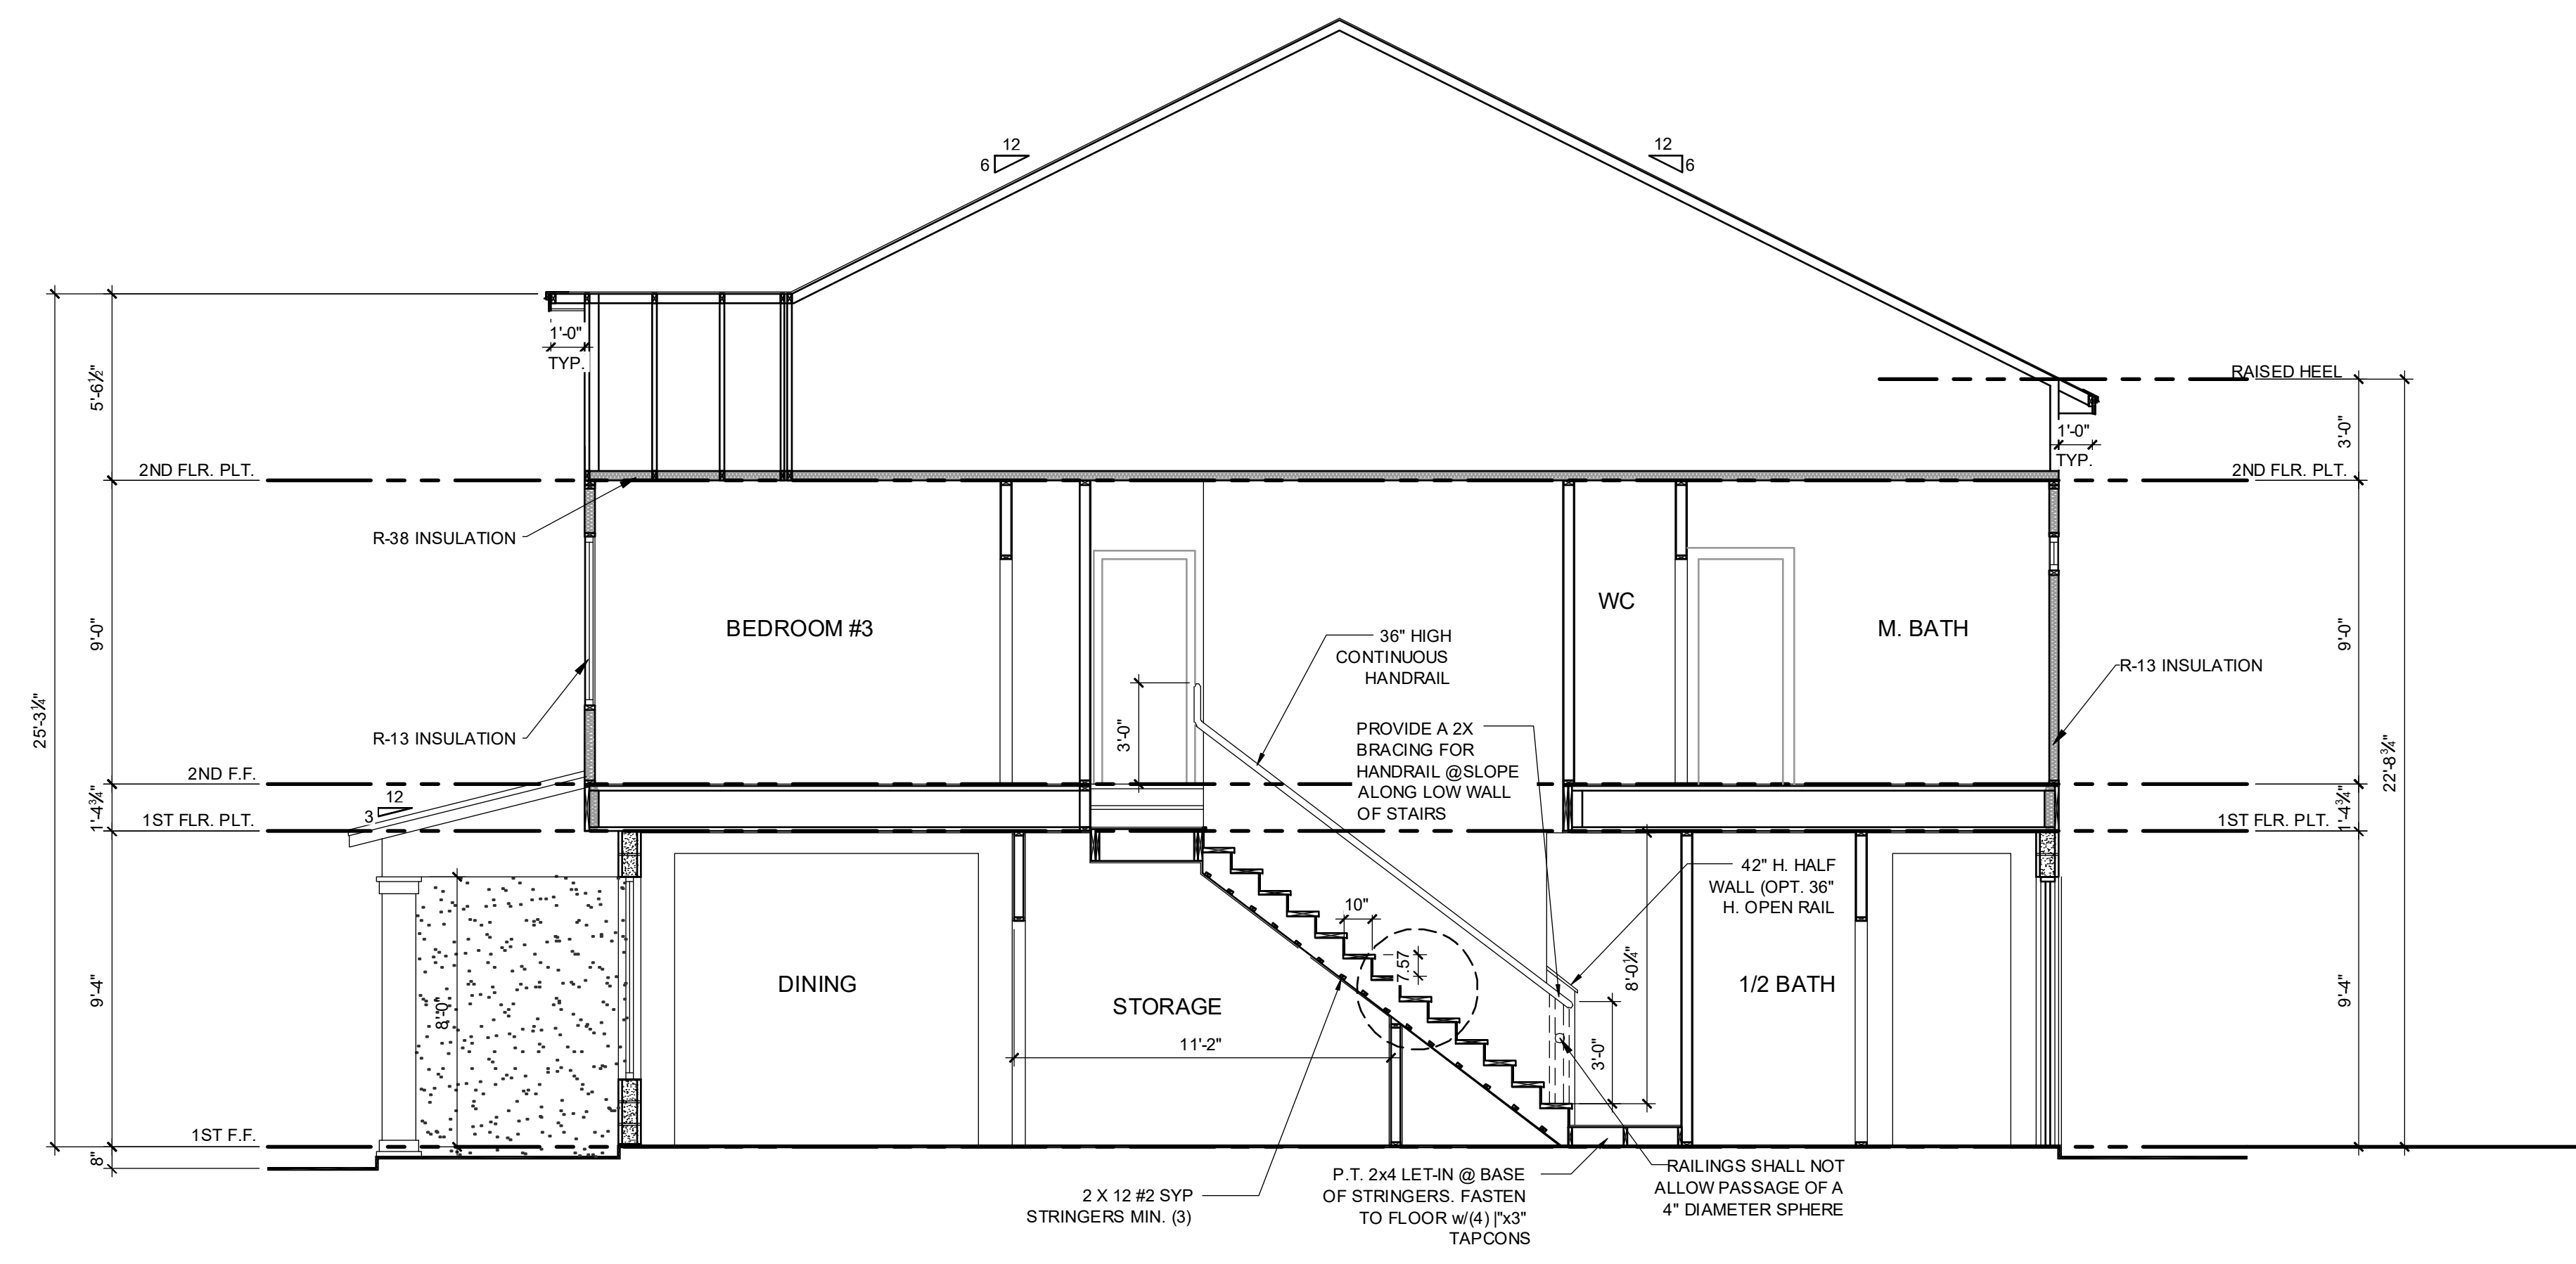 12
6
12
6
1'-0"
TYP.
5'-6½"
RAISED HEEL
3'-0"
1'-0"
TYP.
2ND FLR. PLT.
2ND FLR. PLT.
R-38 INSULATION
WC
BEDROOM #3
M. BATH
9'-0"
9'-0"
36" HIGH
CONTINUOUS
HANDRAIL
R-13 INSULATION
25'-3¼"
3'-0"
PROVIDE A 2X
BRACING FOR
HANDRAIL @SLOPE
ALONG LOW WALL
OF STAIRS
R-13 INSULATION
22'-8¾"
2ND F.F.
12
3
1'-4¾"
1'-4¾"
1ST FLR. PLT.
1ST FLR. PLT.
42" H. HALF
WALL (OPT. 36"
H. OPEN RAIL
10"
7.57
8'-0¼"
9'-4"
DINING
STORAGE
1/2 BATH
9'-4"
8'-0"
11'-2"
3'-0"
1ST F.F.
8"
2 X 12 #2 SYP
STRINGERS MIN. (3)
P.T. 2x4 LET-IN @ BASE
OF STRINGERS. FASTEN
TO FLOOR w/(4) |"x3"
TAPCONS
RAILINGS SHALL NOT
ALLOW PASSAGE OF A
4" DIAMETER SPHERE